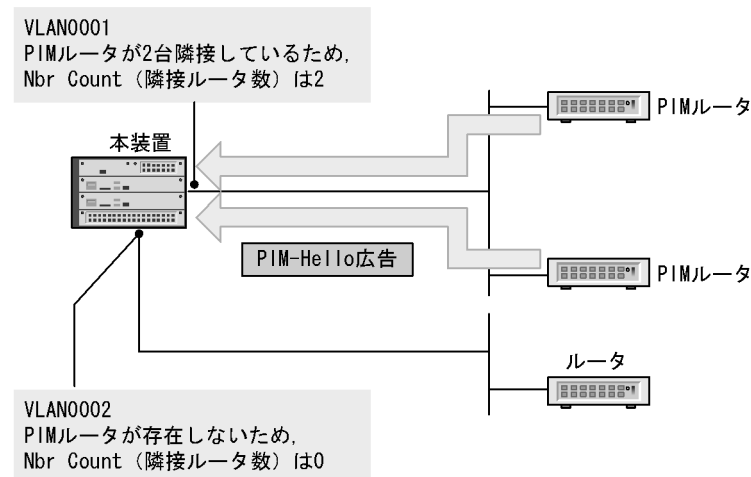 VLAN0001
PIMルータが2台隣接しているため,
Nbr Count（隣接ルータ数）は2
PIMルータ
本装置
PIM-Hello広告
PIMルータ
ルータ
VLAN0002
PIMルータが存在しないため,
Nbr Count（隣接ルータ数）は0